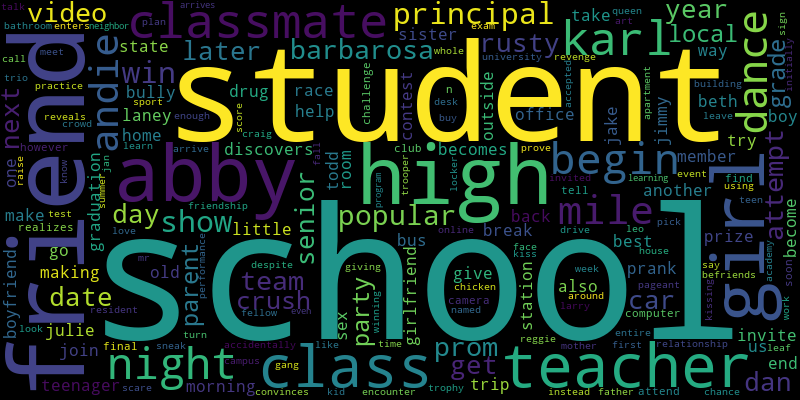 talk
arrives
video
classmate
principal
plan
queen
art
sign
bathroom
enters
neighbor
sister
exam
take
year
call
meet
state
later
barbarosa
rusty
whole
karl
local
dance
initially
trio
andie
win
university
revenge
way
practice
bully
drug
race
student
accepted
grade
reveals
sport
score
help
challenge
contest
desk
outside
office
apartment
building
beth
crowd
laney
craig
n
buy
jake
jimmy
leave
boy
next
friend
home
enough
learn
discovers
arrive
fall
todd
room
club
becomes
prove
try
member
however
jan
abby
high
trooper
locker
begin
learning
event
find
one
raise
know
summer
program
invited
tell
another
using
attempt
graduation
friendship
senior
teen
make
test
day
show
popular
back
mile
girl
become
realizes
love
little
online
break
drive
leo
pick
go
mr
performance
school
bus
face
kiss
best
house
prize
boyfriend
making
old
parent
despite
giving
girlfriend
give
station
also
week
prank
say
befriends
academy
soon
date
team
party
chicken
around
car
pageant
resident
crush
winning
camera
named
larry
computer
kissing
work
look
julie
fellow
even
sex
reggie
entire
invite
join
final
sneak
turn
accidentally
like
time
prom
mother
first
relationship
us
leaf
night
campus
class
gang
get
teacher
end
teenager
scare
morning
convinces
kid
encounter
trophy
trip
instead
father
attend
chance
dan